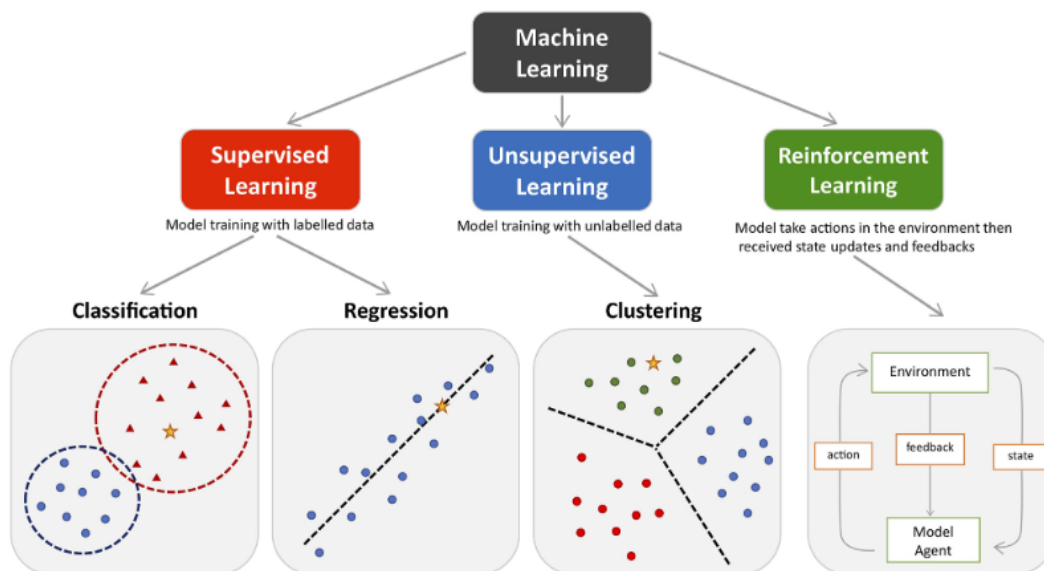 Machine
Learning
Supervised
Learning
Unsupervised
Learning
Reinforcement
Learning
Model training with labelled data
Model training with unlabelled data
Model take actions in the environment then
received state updates and feedbacks
Classification
Regression
Clustering
Environment
action
feedback
state
Model
Agent